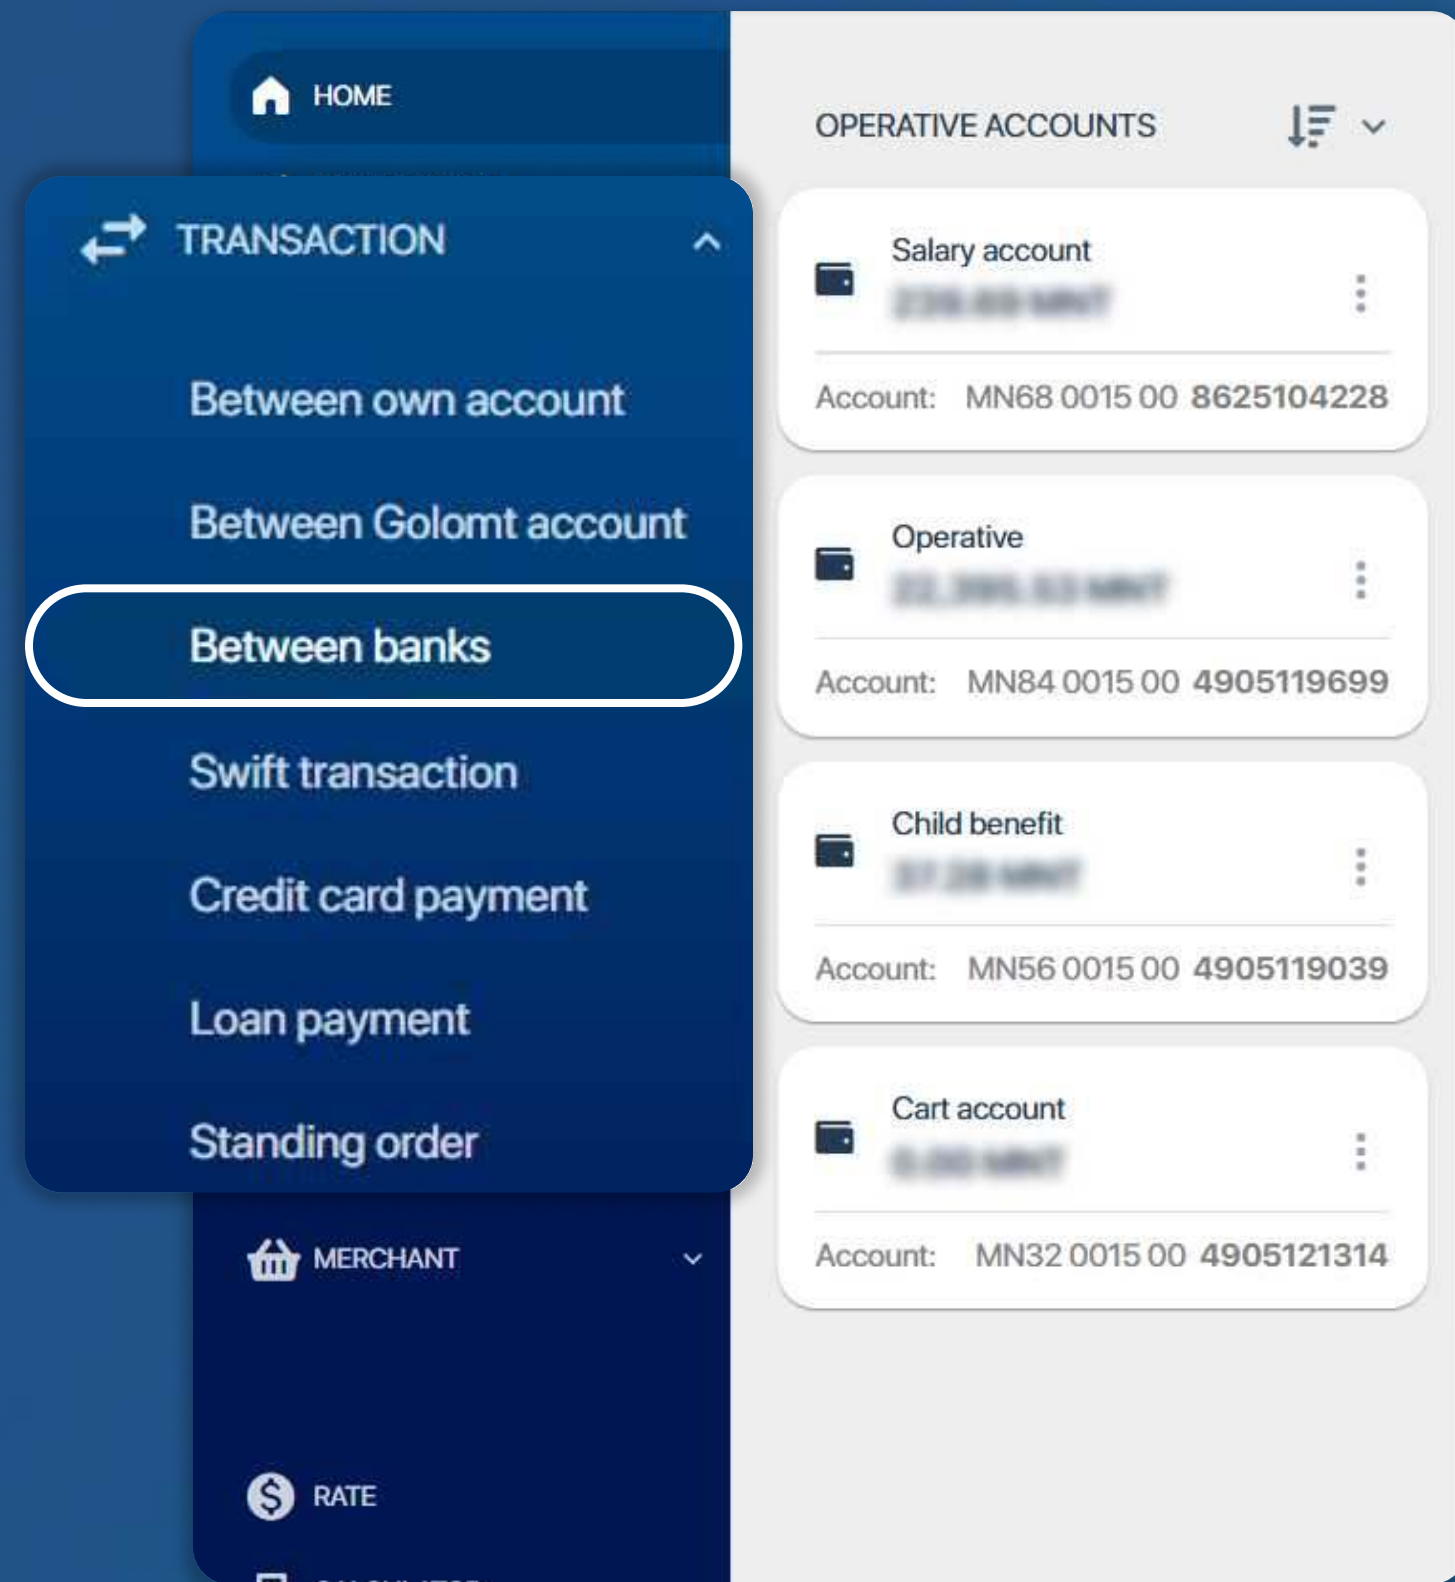 HOME
TRANSACTION
Between own account
Between Golomt account
Between banks
Swift transaction
Credit card payment
Loan payment
Standing order
MERCHANT
RATE
OPERATIVE ACCOUNTS
Salary account
Account: MN68 0015 00 8625104228
Operative
Account: MN84 0015 00 4905119699
Child benefit
Account: MN56 0015 00 4905119039
Cart account
Account: MN32 0015 00 4905121314